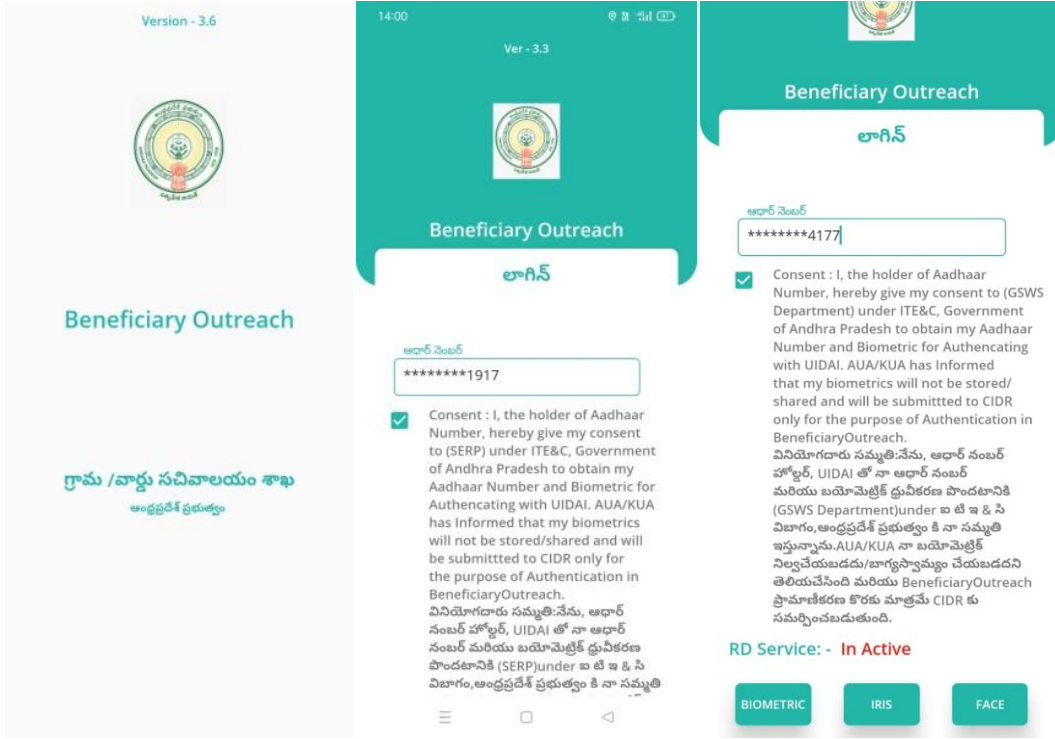 Version - 3.6
Beneficiary Outreach
గ్రామ /వార్డు సచివాలయం శాఖ
ఆంధ్రప్రదేశ్ ప్రభుత్వం
14:00
Ver - 3.3
Beneficiary Outreach
లాగిన్
ఆధార్ నెంబర్
********1917
Consent : I, the holder of Aadhaar
Number, hereby give my consent
to (SERP) under ITE&C, Government
of Andhra Pradesh to obtain my
Aadhaar Number and Biometric for
Authencating with UIDAI. AUA/KUA
has Informed that my biometrics
will not be stored/shared and will
be submittted to CIDR only for
the purpose of Authentication in
BeneficiaryOutreach.
వినియోగదారు సమ్మతి:నేను, ఆధార్
నంబర్ హోల్డర్, UIDAI తో నా ఆధార్
నంబర్ మరియు బయోమెట్రిక్ ధ్రువీకరణ
పొందటానికి (SERP)under ఐ టి ఇ & సి
విబాగం,ఆంధ్రప్రదేశ్ ప్రభుత్వం కి నా సమ్మతి
Beneficiary Outreach
లాగిన్
ఆధార్ నెంబర్
********4177
Consent : I, the holder of Aadhaar
Number, hereby give my consent to (GSWS
Department) under ITE&C, Government
of Andhra Pradesh to obtain my Aadhaar
Number and Biometric for Authencating
with UIDAI. AUA/KUA has Informed
that my biometrics will not be stored/
shared and will be submittted to CIDR
only for the purpose of Authentication in
BeneficiaryOutreach.
వినియోగదారు సమ్మతి:నేను, ఆధార్ నంబర్
హోల్డర్, UIDAI తో నా ఆధార్ నంబర్
మరియు బయోమెట్రిక్ ధ్రువీకరణ పొందటానికి
(GSWS Department)under ఐ టి ఇ & సి
విబాగం,ఆంధ్రప్రదేశ్ ప్రభుత్వం కి నా సమ్మతి
ఇస్తున్నాను.AUA/KUA నా బయోమెట్రిక్
నిల్వచేయబడదు/బాగ్యస్వామ్యం చేయబడదని
తెలియచేసింది మరియు BeneficiaryOutreach
ప్రామాణీకరణ కొరకు మాత్రమే CIDR కు
సమర్పించబడుతుంది.
RD Service: - In Active
BIOMETRIC
IRIS
FACE